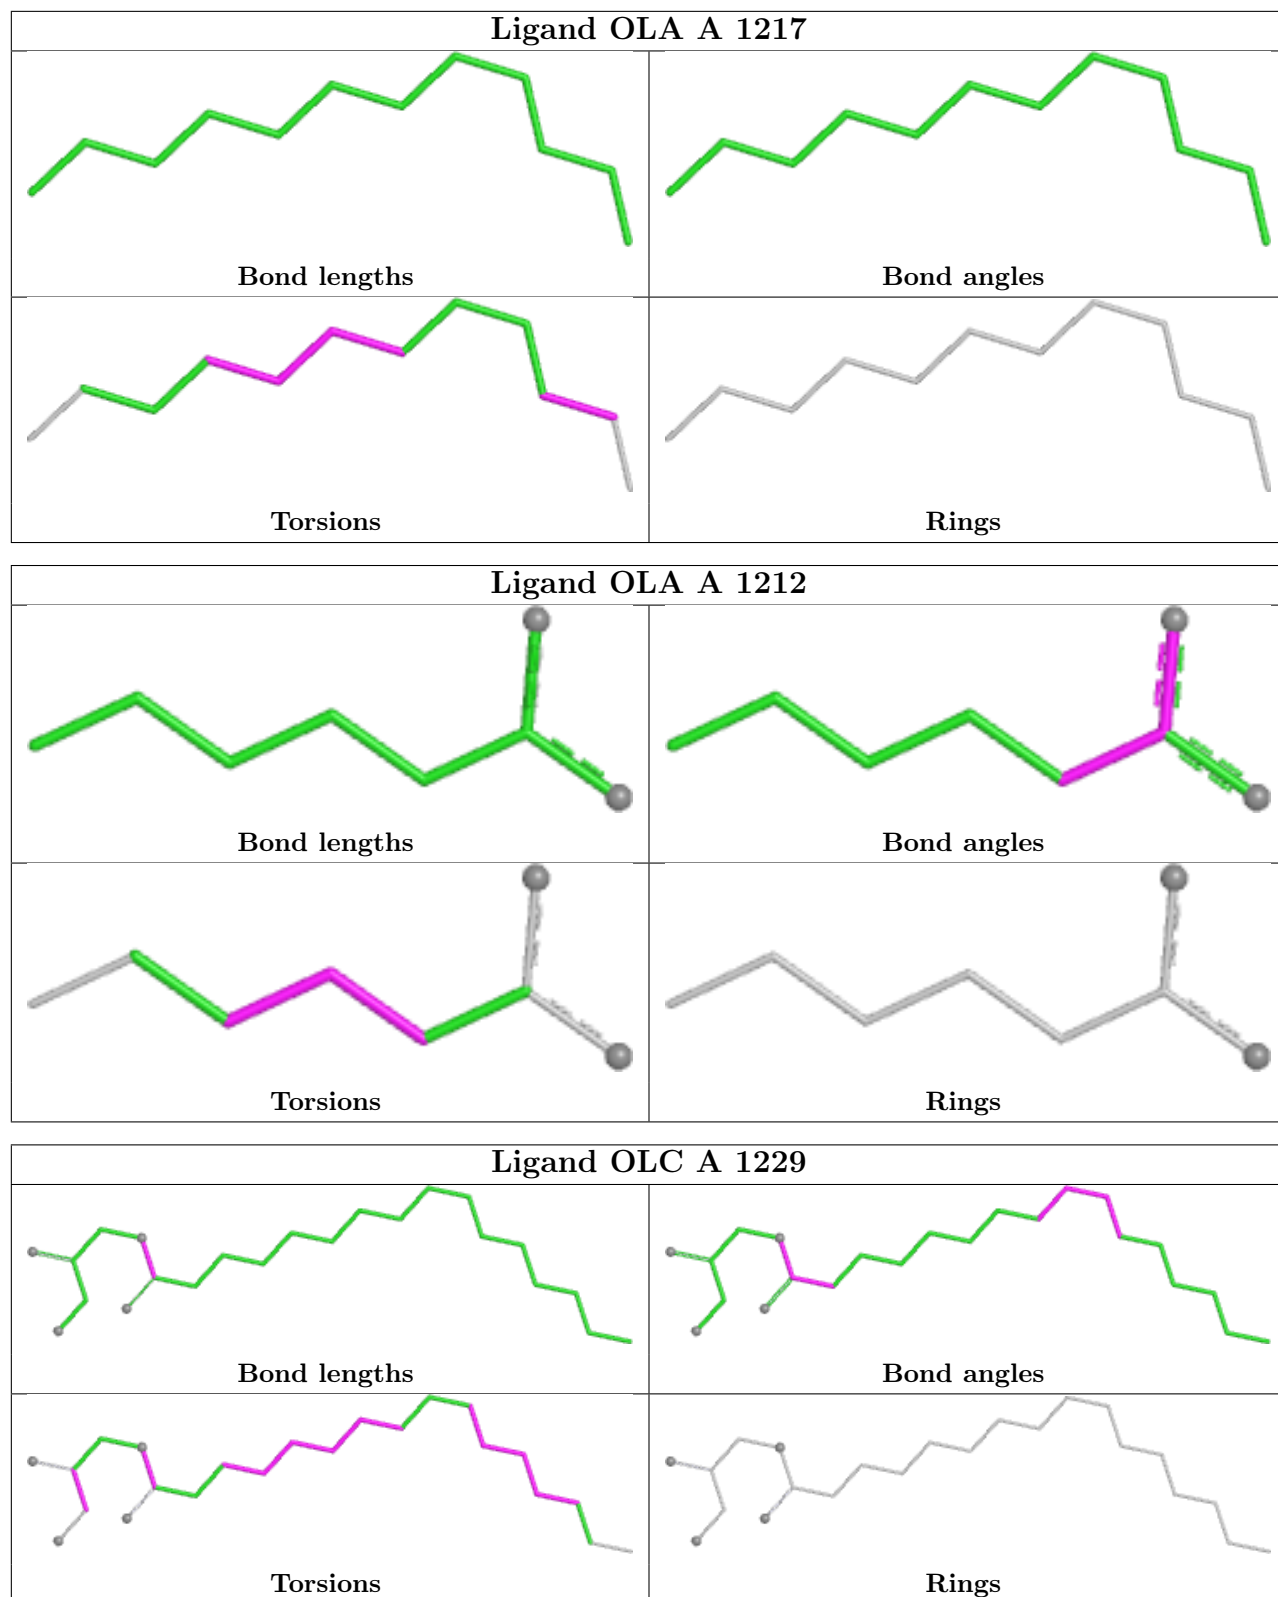 Ligand OLA A 1217
Bond lengths
Bond angles
Torsions
Rings
Ligand OLA A 1212
Bond lengths
Bond angles
Torsions
Rings
Ligand OLC A 1229
Bond lengths
Bond angles
Torsions
Rings